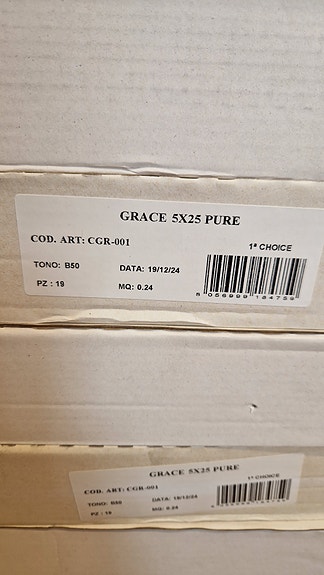 GRACE 5X25 PURE
COD. ART: CGR-001
1ª CHOICE
TONO: B50 DATA: 19/12/24
PZ : 19 MQ: 0.24
8 056999 184759
GRACE 5X25 PURE
COD. ART: CGR-001
1ª CHOICE
TONO: B50 DATA: 19/12/24
PZ : 19 MQ: 0.24